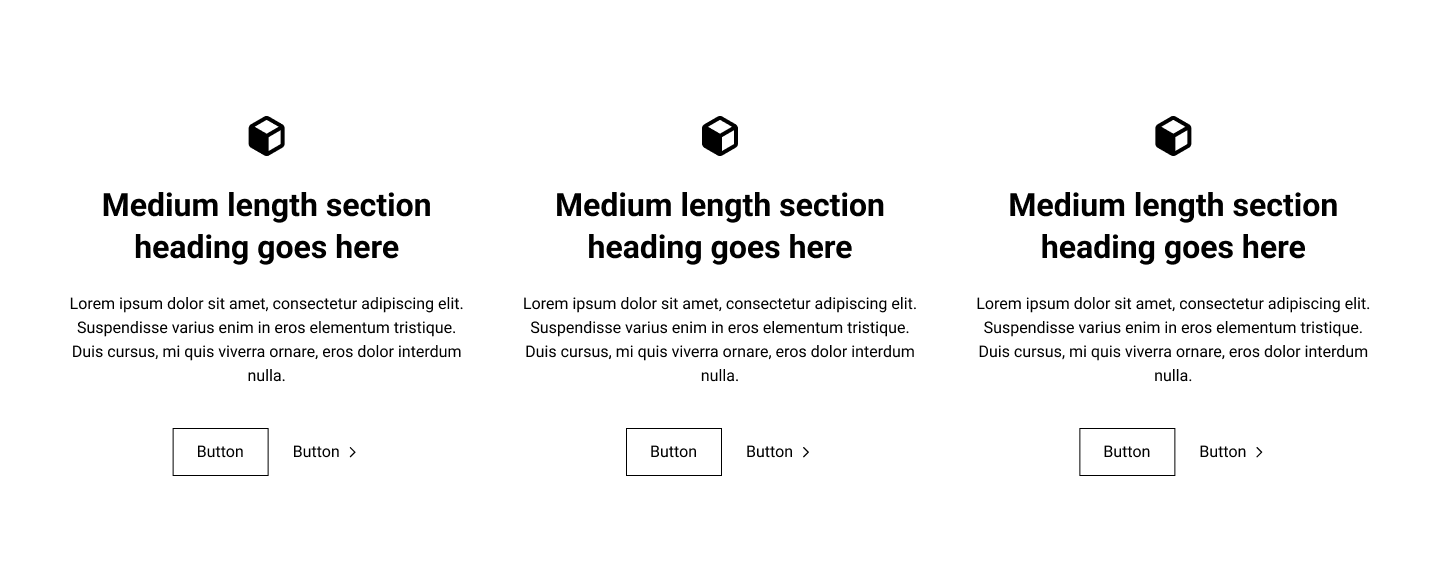 Medium length section
heading goes here
Lorem ipsum dolor sit amet, consectetur adipiscing elit.
Suspendisse varius enim in eros elementum tristique.
Duis cursus, mi quis viverra ornare, eros dolor interdum
nulla.
Button
Button
Medium length section
heading goes here
Lorem ipsum dolor sit amet, consectetur adipiscing elit.
Suspendisse varius enim in eros elementum tristique.
Duis cursus, mi quis viverra ornare, eros dolor interdum
nulla.
Button
Button
Medium length section
heading goes here
Lorem ipsum dolor sit amet, consectetur adipiscing elit.
Suspendisse varius enim in eros elementum tristique.
Duis cursus, mi quis viverra ornare, eros dolor interdum
nulla.
Button
Button